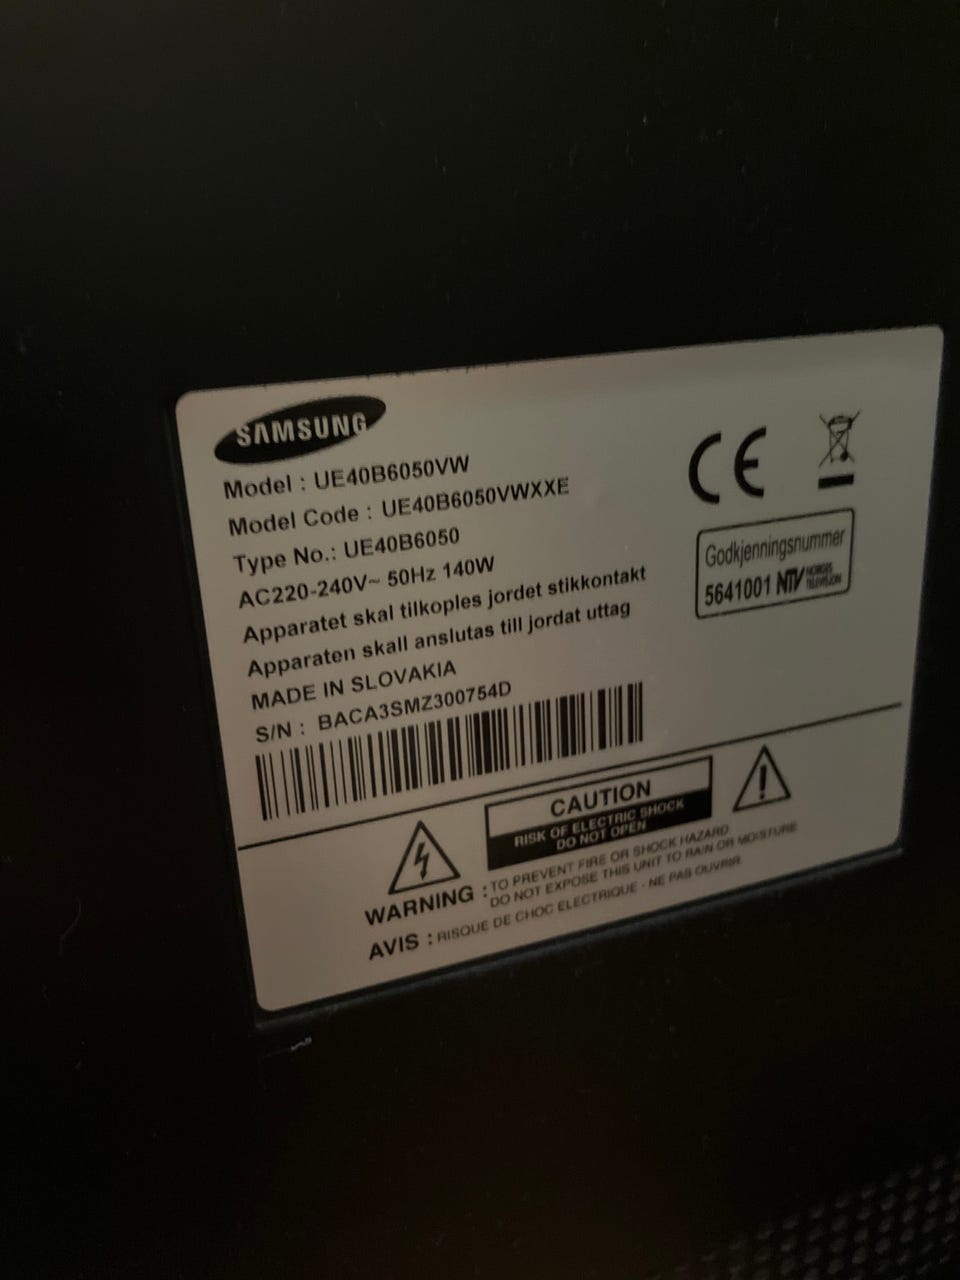 SAMSUNG
Model : UE40B6050VW
Model Code : UE40B6050VWXXE
Type No.: UE40B6050
AC220-240V~ 50Hz 140W
Apparatet skal tilkoples jordet stikkontakt
Apparaten skall anslutas till jordat uttag
MADE IN SLOVAKIA
S/N : BACA3SMZ300754D
CE
Godkjenningsnummer
5641001 NTV NORGES
TELEVISJON
CAUTION
RISK OF ELECTRIC SHOCK
DO NOT OPEN
WARNING : TO PREVENT FIRE OR SHOCK HAZARD
DO NOT EXPOSE THIS UNIT TO RAIN OR MOISTURE
AVIS : RISQUE DE CHOC ELECTRIQUE - NE PAS OUVRIR